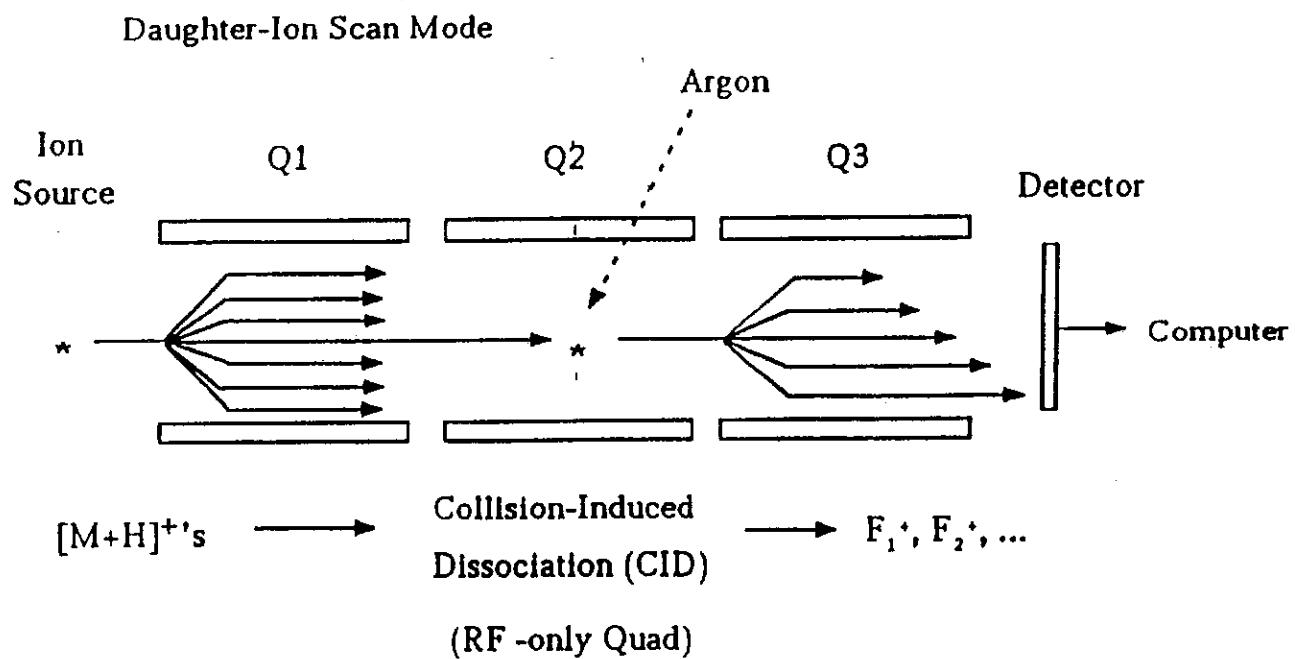 Daughter-Ion Scan Mode
Argon
Ion
Source
Q1
Q2
Q3
Detector
*
*
Computer
[M+H]⁺'s
Collision-Induced
Dissociation (CID)
(RF -only Quad)
F₁⁺, F₂⁺, ...